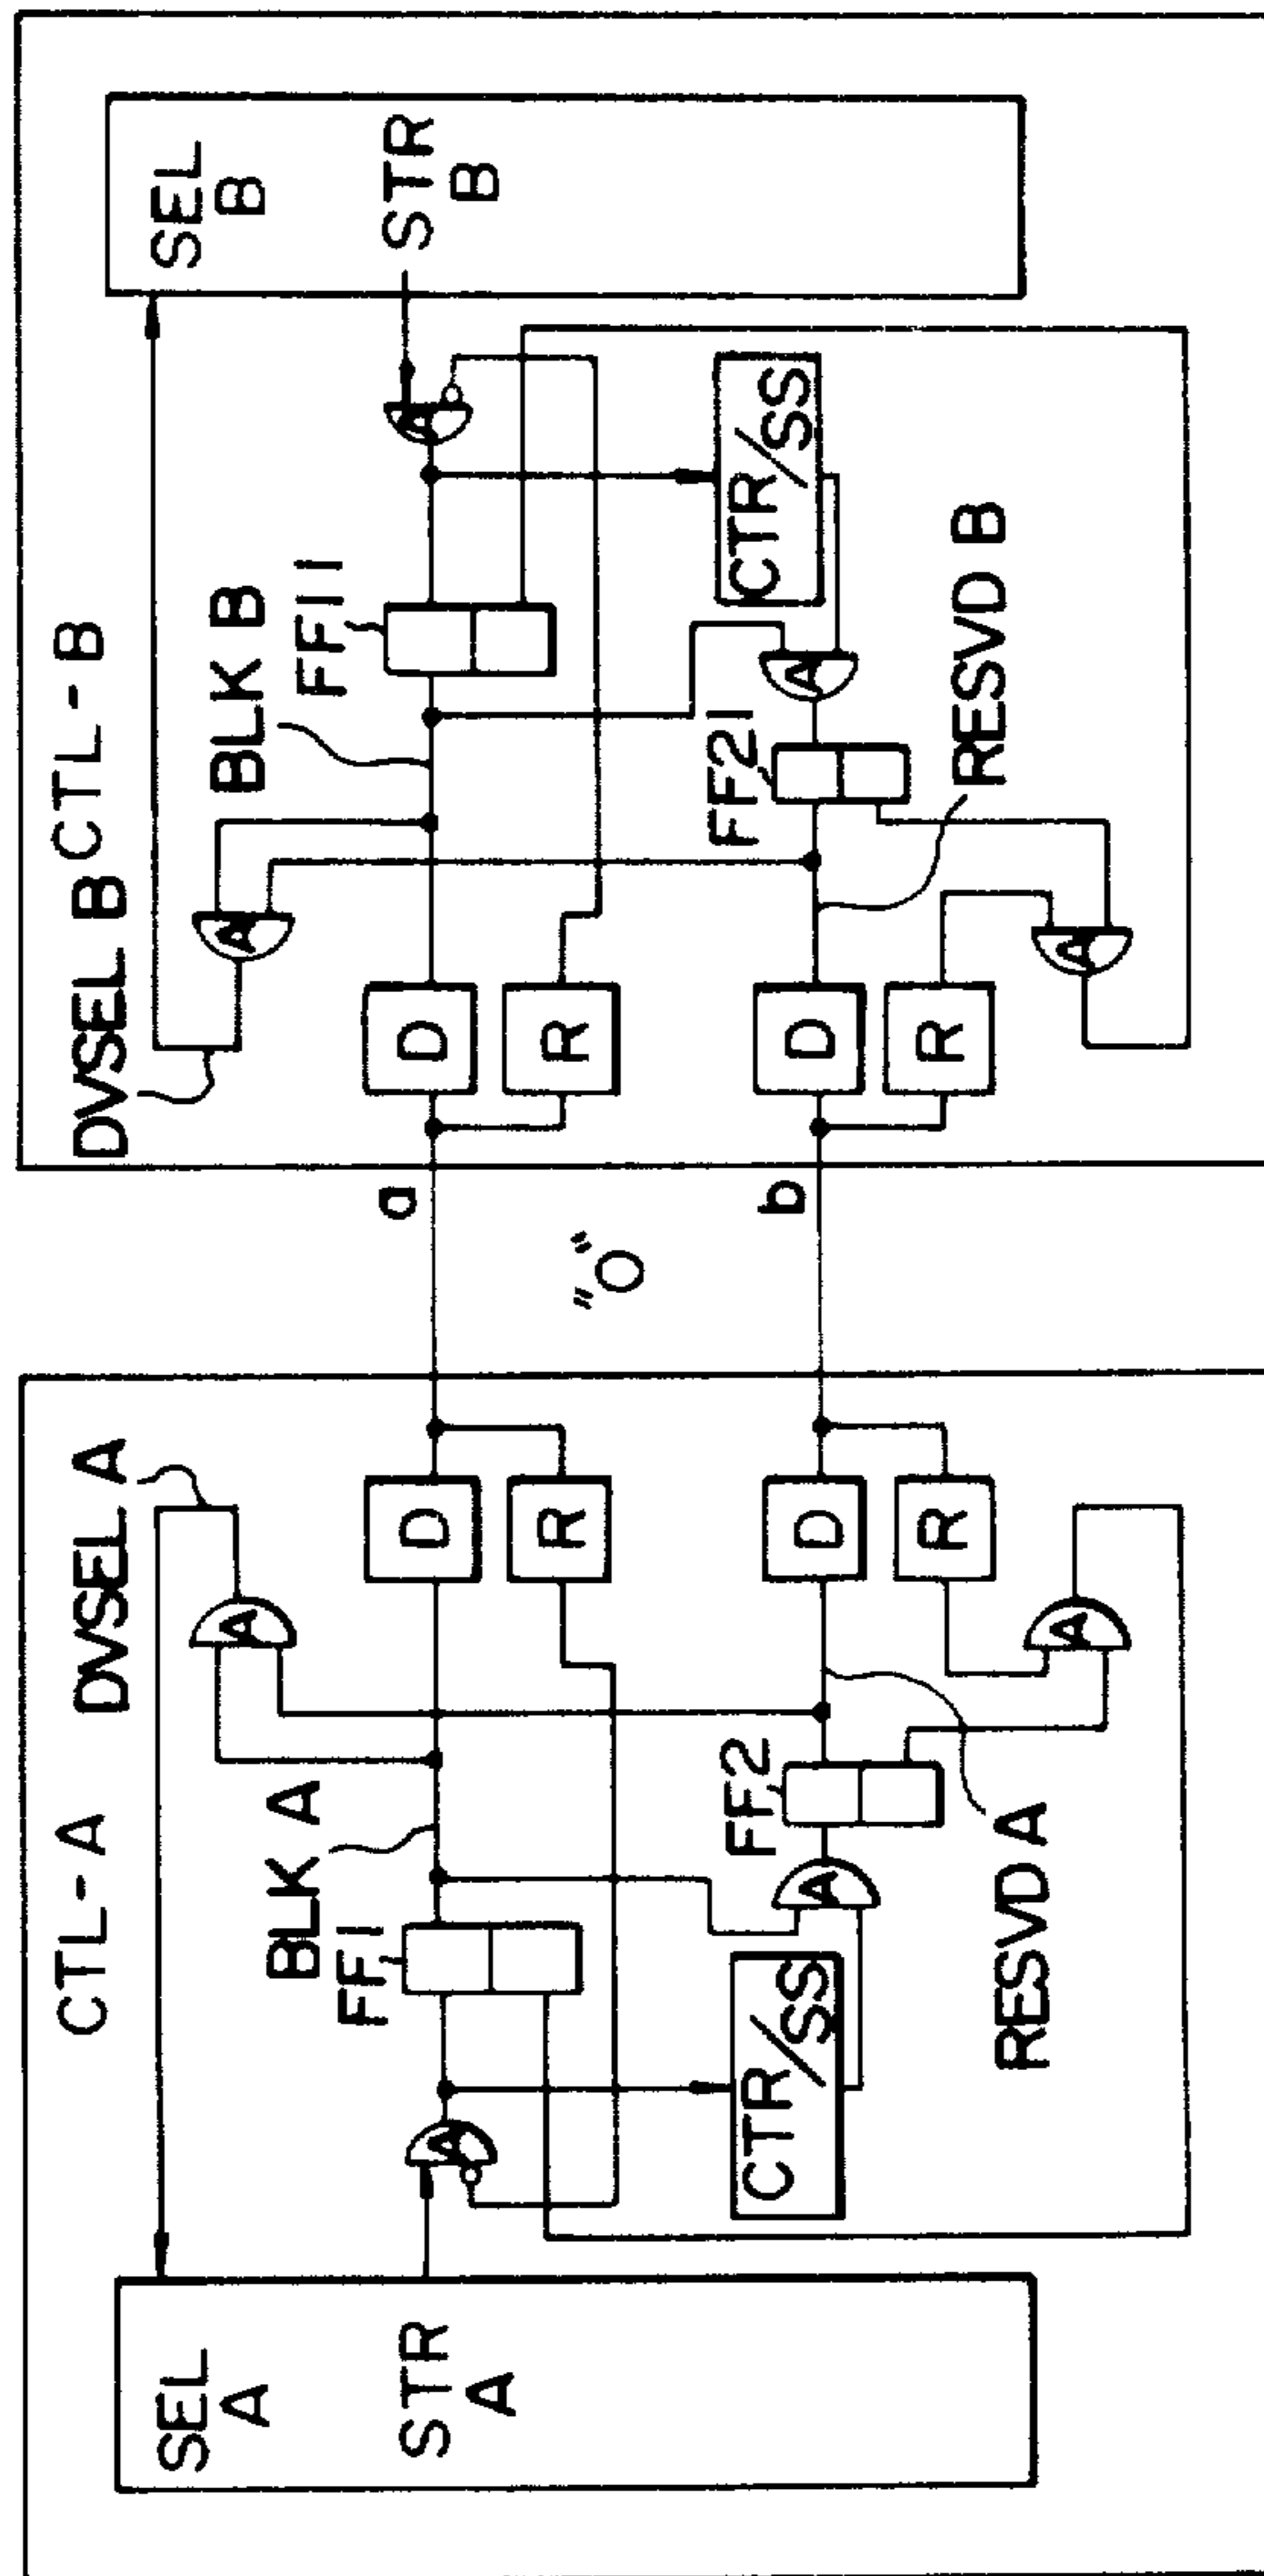 CTL-A
DVSEL A
DVSEL B
CTL-B
SEL
A
STR
A
BLK A
FF1
A
A
D
R
CTR/SS
A
FF2
RESVD A
D
R
A
a
"0"
b
D
R
A
BLK B
FF11
A
SEL
B
STR
B
D
R
FF21
A
CTR/SS
A
RESVD B